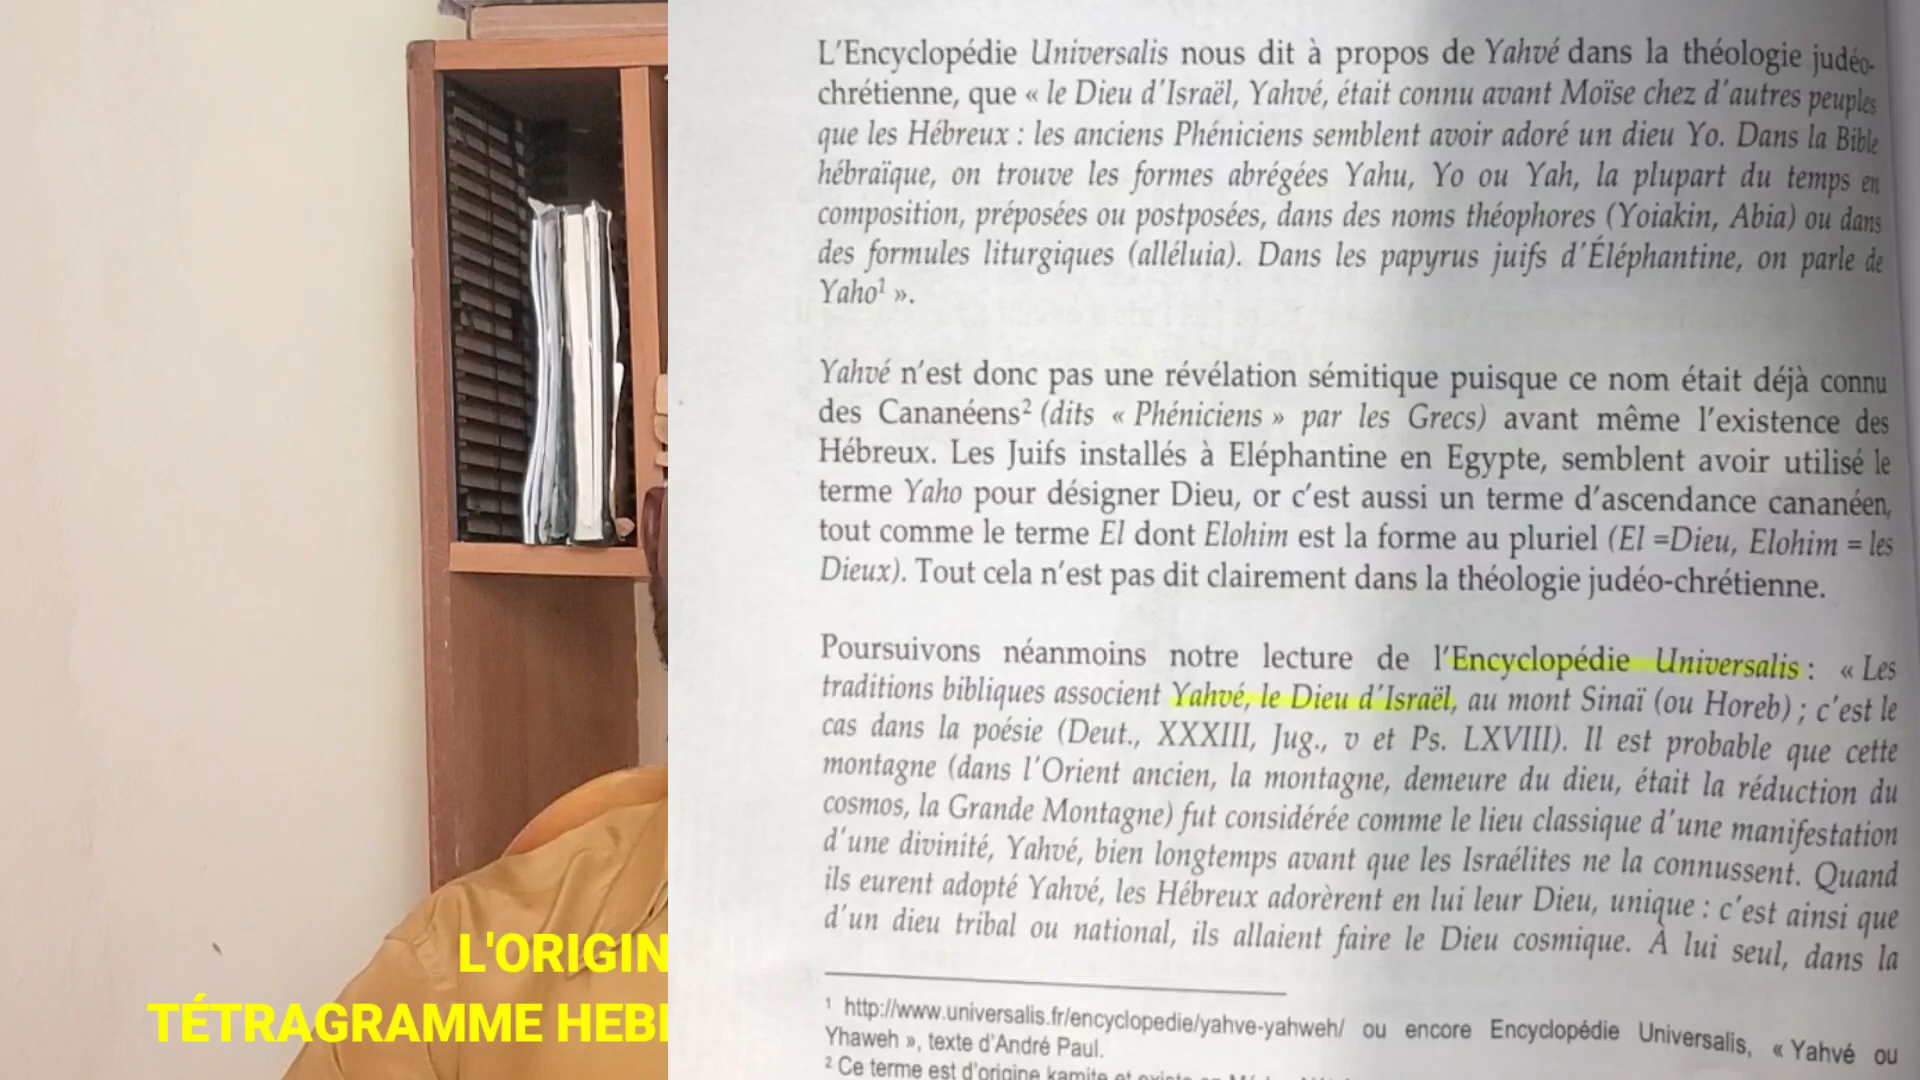 L'Encyclopédie Universalis nous dit à propos de Yahvé dans la théologie judéo-
chrétienne, que « le Dieu d'Israël, Yahvé, était connu avant Moïse chez d'autres peuples
que les Hébreux : les anciens Phéniciens semblent avoir adoré un dieu Yo. Dans la Bible
hébraïque, on trouve les formes abrégées Yahu, Yo ou Yah, la plupart du temps en
composition, préposées ou postposées, dans des noms théophores (Yoiakin, Abia) ou dans
des formules liturgiques (alléluia). Dans les papyrus juifs d'Éléphantine, on parle de
Yaho¹ ».
Yahvé n'est donc pas une révélation sémitique puisque ce nom était déjà connu
des Cananéens² (dits « Phéniciens » par les Grecs) avant même l'existence des
Hébreux. Les Juifs installés à Eléphantine en Egypte, semblent avoir utilisé le
terme Yaho pour désigner Dieu, or c'est aussi un terme d'ascendance cananéen,
tout comme le terme El dont Elohim est la forme au pluriel (El =Dieu, Elohim = les
Dieux). Tout cela n'est pas dit clairement dans la théologie judéo-chrétienne.
Poursuivons néanmoins notre lecture de l'Encyclopédie Universalis : « Les
traditions bibliques associent Yahvé, le Dieu d'Israël, au mont Sinaï (ou Horeb) ; c'est le
cas dans la poésie (Deut., XXXIII, Jug., v et Ps. LXVIII). Il est probable que cette
montagne (dans l'Orient ancien, la montagne, demeure du dieu, était la réduction du
cosmos, la Grande Montagne) fut considérée comme le lieu classique d'une manifestation
d'une divinité, Yahvé, bien longtemps avant que les Israélites ne la connussent. Quand
ils eurent adopté Yahvé, les Hébreux adorèrent en lui leur Dieu, unique : c'est ainsi que
d'un dieu tribal ou national, ils allaient faire le Dieu cosmique. À lui seul, dans la
¹ http://www.universalis.fr/encyclopedie/yahve-yahweh/ ou encore Encyclopédie Universalis, « Yahvé ou
Yhaweh », texte d'André Paul.
² Ce terme est d'origine kamite et existe en
L'ORIGIN
TÉTRAGRAMME HEB